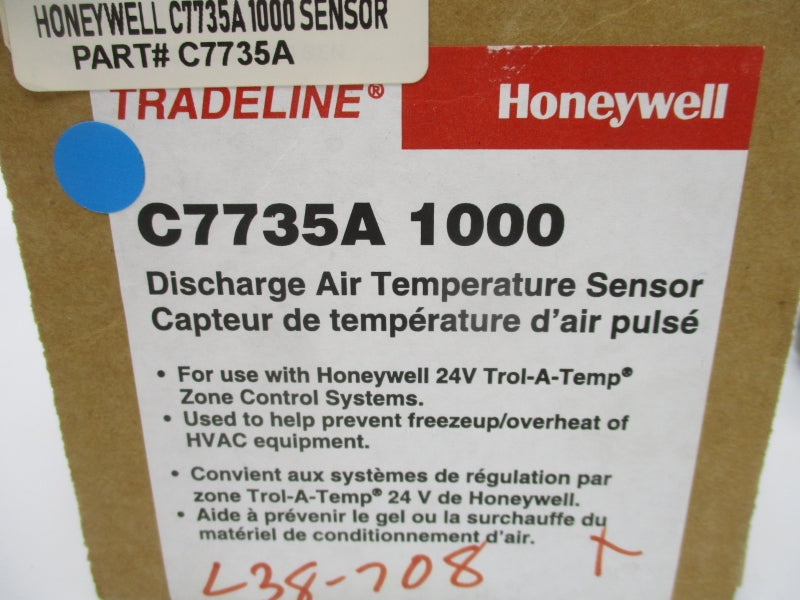 HONEYWELL C7735A 1000 SENSOR
PART# C7735A
TRADELINE®
Honeywell
C7735A 1000
Discharge Air Temperature Sensor
Capteur de température d'air pulsé
• For use with Honeywell 24V Trol-A-Temp®
Zone Control Systems.
• Used to help prevent freezeup/overheat of
HVAC equipment.
• Convient aux systèmes de régulation par
zone Trol-A-Temp® 24 V de Honeywell.
• Aide à prévenir le gel ou la surchauffe du
matériel de conditionnement d'air.
L38-708 X